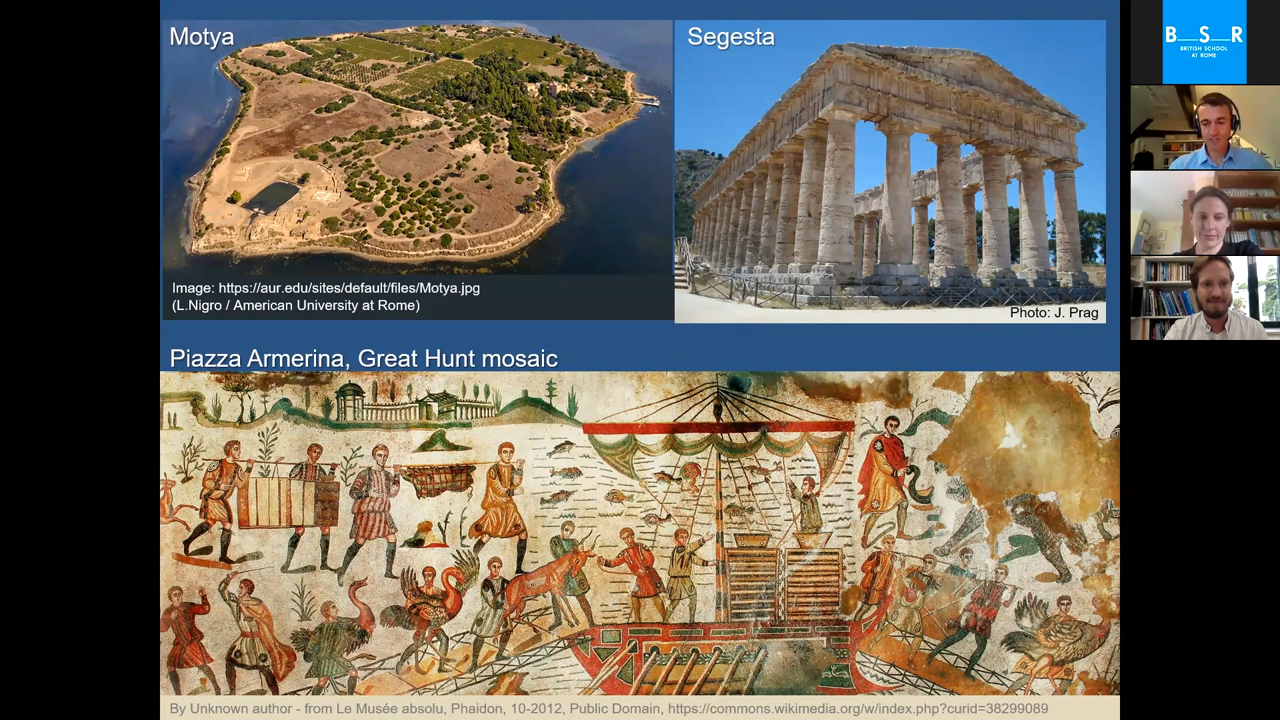 Motya
Segesta
Image: https://aur.edu/sites/default/files/Motya.jpg
(L.Nigro / American University at Rome)
Photo: J. Prag
Piazza Armerina, Great Hunt mosaic
By Unknown author - from Le Musée absolu, Phaidon, 10-2012, Public Domain, https://commons.wikimedia.org/w/index.php?curid=38299089
B__S__R
BRITISH SCHOOL
AT ROME